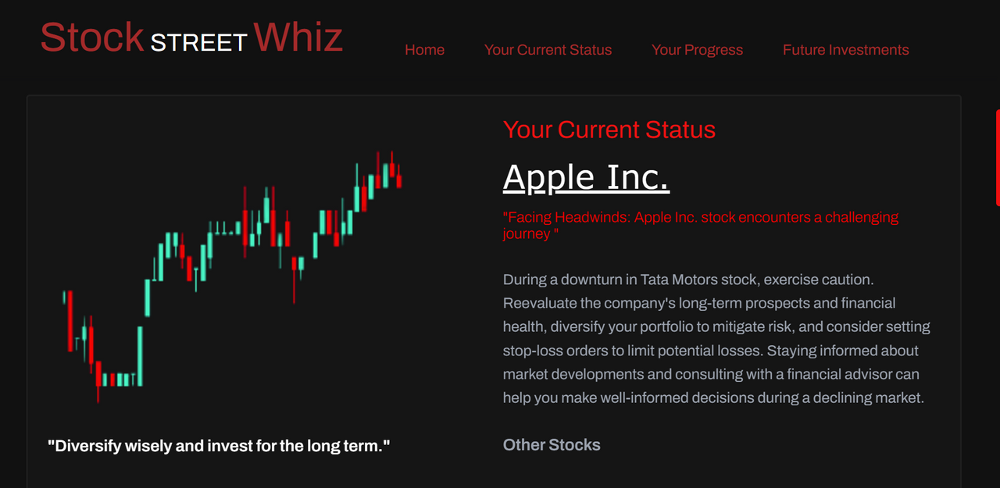 Stock STREET Whiz
Home Your Current Status Your Progress Future Investments
Your Current Status
Apple Inc.
"Facing Headwinds: Apple Inc. stock encounters a challenging
journey "
During a downturn in Tata Motors stock, exercise caution.
Reevaluate the company's long-term prospects and financial
health, diversify your portfolio to mitigate risk, and consider setting
stop-loss orders to limit potential losses. Staying informed about
market developments and consulting with a financial advisor can
help you make well-informed decisions during a declining market.
"Diversify wisely and invest for the long term."
Other Stocks